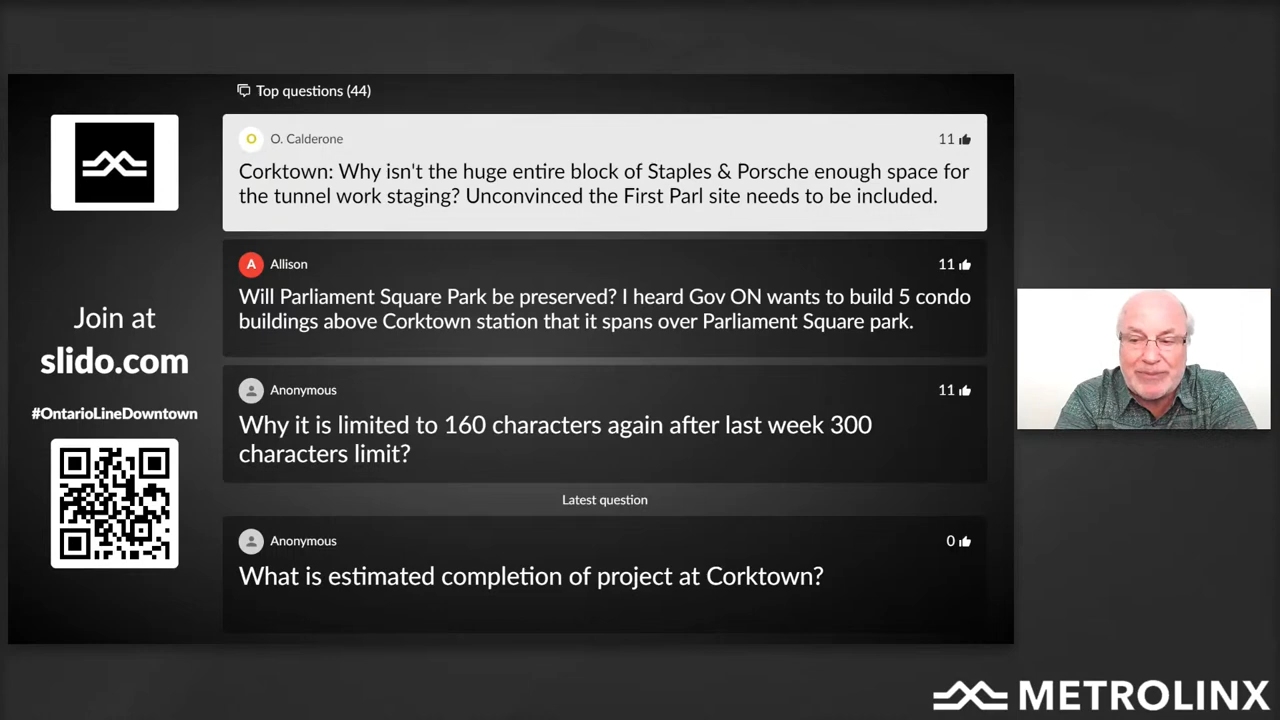 Top questions (44)
O
O. Calderone
11
Corktown: Why isn't the huge entire block of Staples & Porsche enough space for
the tunnel work staging? Unconvinced the First Parl site needs to be included.
A
Allison
11
Will Parliament Square Park be preserved? I heard Gov ON wants to build 5 condo
buildings above Corktown station that it spans over Parliament Square park.
Join at
slido.com
#OntarioLineDowntown
Anonymous
11
Why it is limited to 160 characters again after last week 300
characters limit?
Latest question
Anonymous
0
What is estimated completion of project at Corktown?
METROLINX